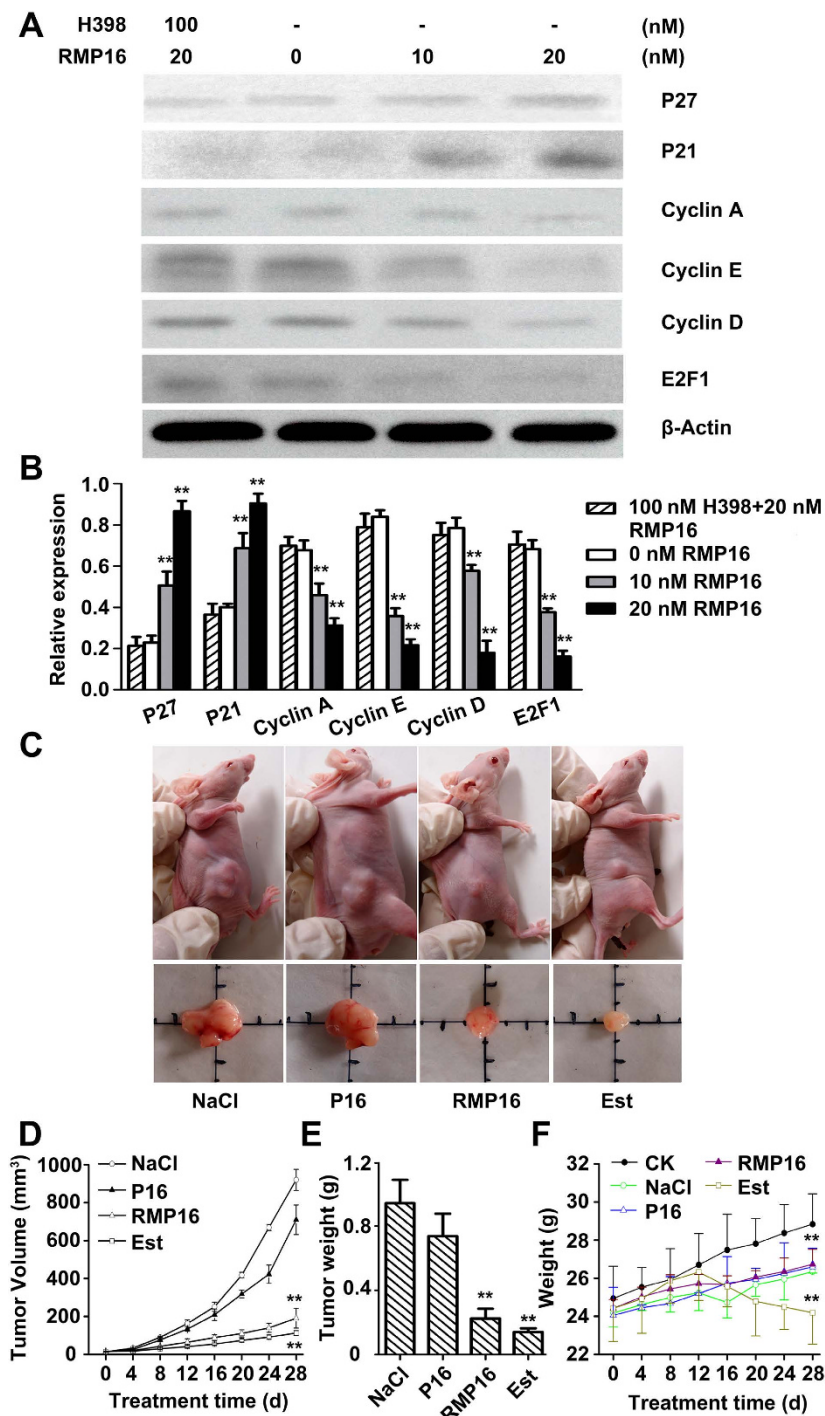 A
H398 100 - - - (nM)
RMP16 20 0 10 20 (nM)
P27
P21
Cyclin A
Cyclin E
Cyclin D
E2F1
β-Actin
B
Relative expression
1.0
0.8
0.6
0.4
0.2
0.0
** ** ** ** ** ** ** ** ** ** ** **
P27 P21 Cyclin A Cyclin E Cyclin D E2F1
100 nM H398+20 nM
RMP16
0 nM RMP16
10 nM RMP16
20 nM RMP16
C
NaCl P16 RMP16 Est
D
Tumor Volume (mm³)
1000
800
600
400
200
0
NaCl
P16
RMP16
Est
**
**
0 4 8 12 16 20 24 28
Treatment time (d)
E
Tumor weight (g)
1.2
0.8
0.4
0
** **
NaCl P16 RMP16 Est
F
Weight (g)
32
30
28
26
24
22
CK RMP16
NaCl Est
P16
**
**
0 4 8 12 16 20 24 28
Treatment time (d)